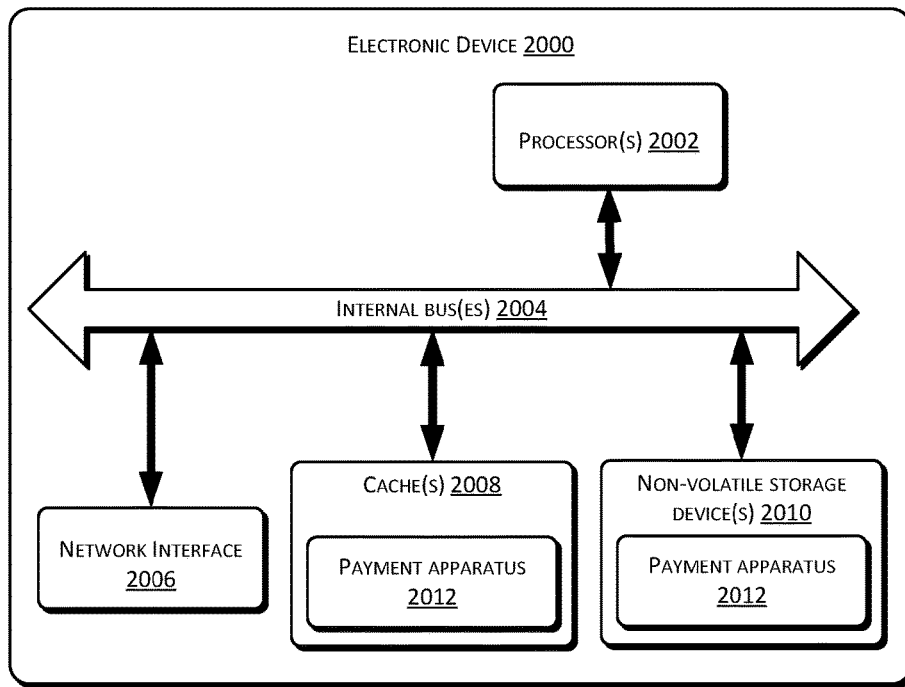 ELECTRONIC DEVICE 2000
PROCESSOR(S) 2002
INTERNAL BUS(ES) 2004
NETWORK INTERFACE
2006
CACHE(S) 2008
PAYMENT APPARATUS
2012
NON-VOLATILE STORAGE
DEVICE(S) 2010
PAYMENT APPARATUS
2012